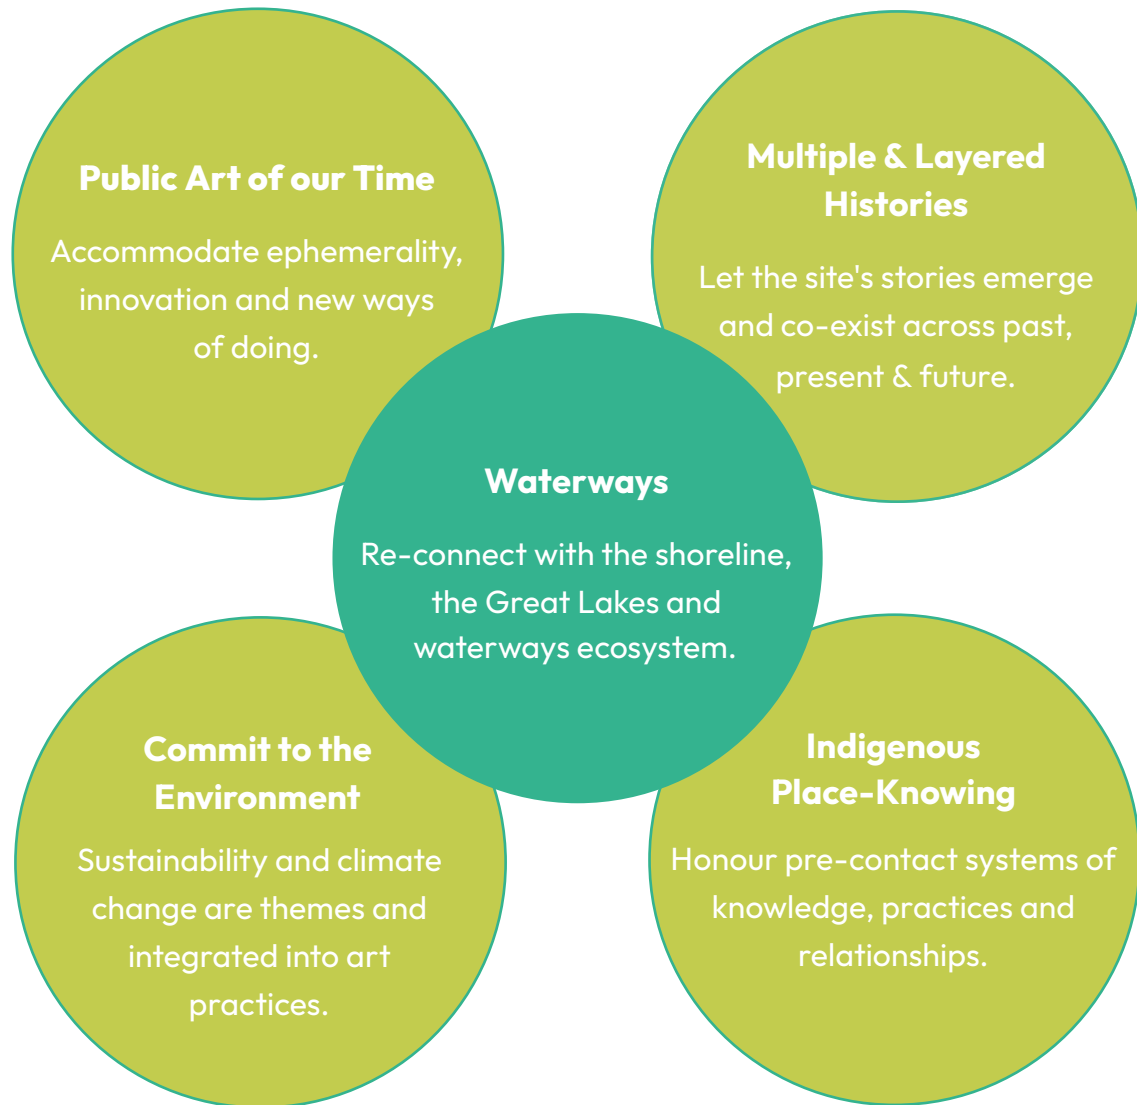 Public Art of our Time
Accommodate ephemerality,
innovation and new ways
of doing.
Multiple & Layered
Histories
Let the site's stories emerge
and co-exist across past,
present & future.
Waterways
Re-connect with the shoreline,
the Great Lakes and
waterways ecosystem.
Commit to the
Environment
Sustainability and climate
change are themes and
integrated into art
practices.
Indigenous
Place-Knowing
Honour pre-contact systems of
knowledge, practices and
relationships.